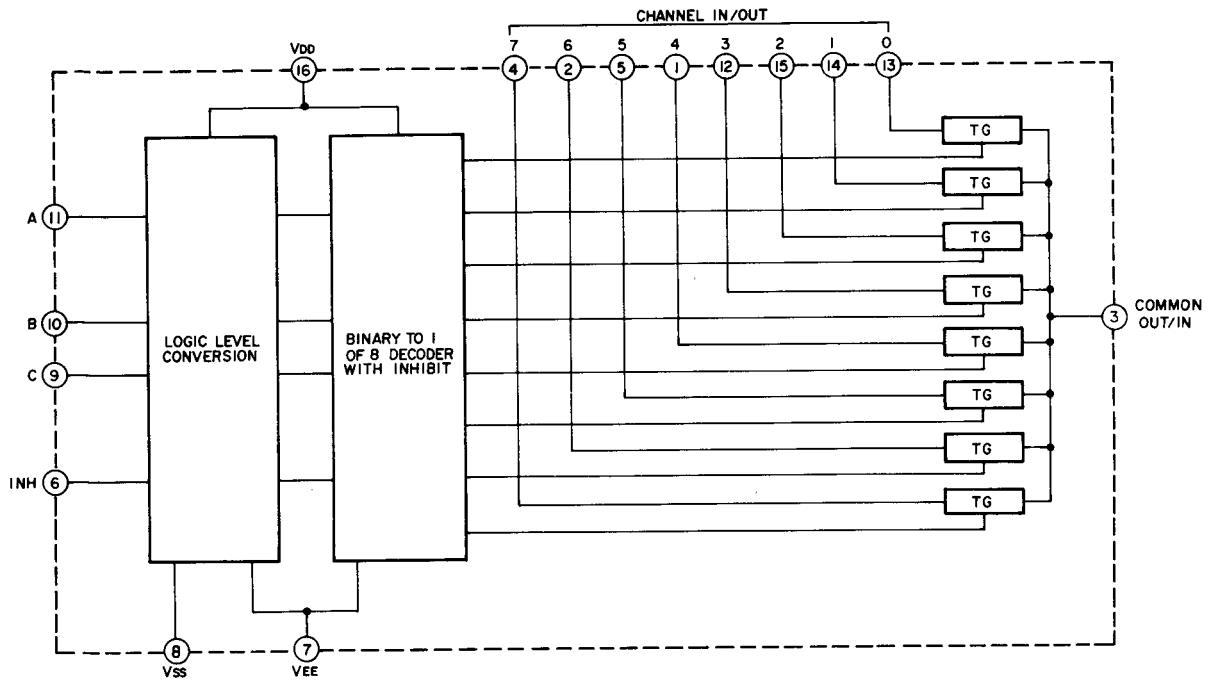 CHANNEL IN/OUT
7 6 5 4 3 2 1 0
4 2 5 1 12 15 14 13
VDD
16
TG
TG
TG
TG
TG
TG
TG
TG
A 11
B 10
C 9
INH 6
LOGIC LEVEL
CONVERSION
BINARY TO 1
OF 8 DECODER
WITH INHIBIT
3 COMMON
OUT/IN
8
VSS
7
VEE